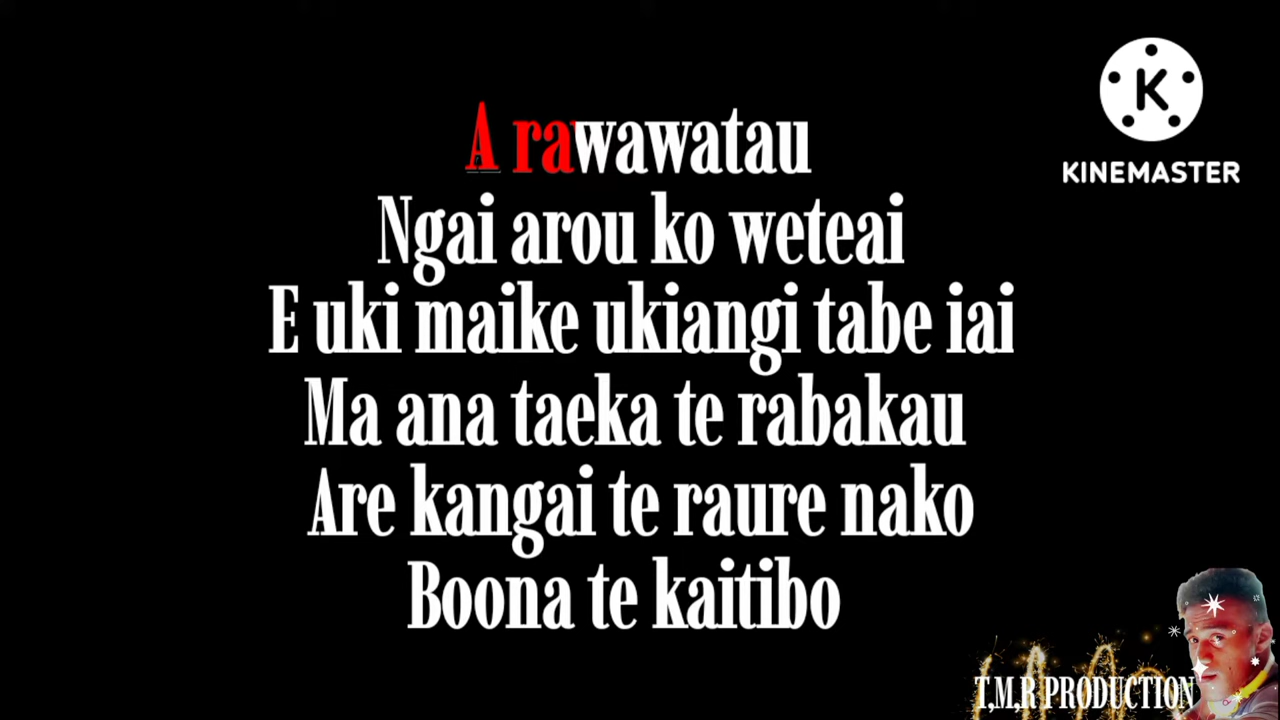 A rawawatau
Ngai arou ko weteai
E uki maike ukiangi tabe iai
Ma ana taeka te rabakau
Are kangai te raure nako
Boona te kaitibo
K
KINEMASTER
T,M,R PRODUCTION